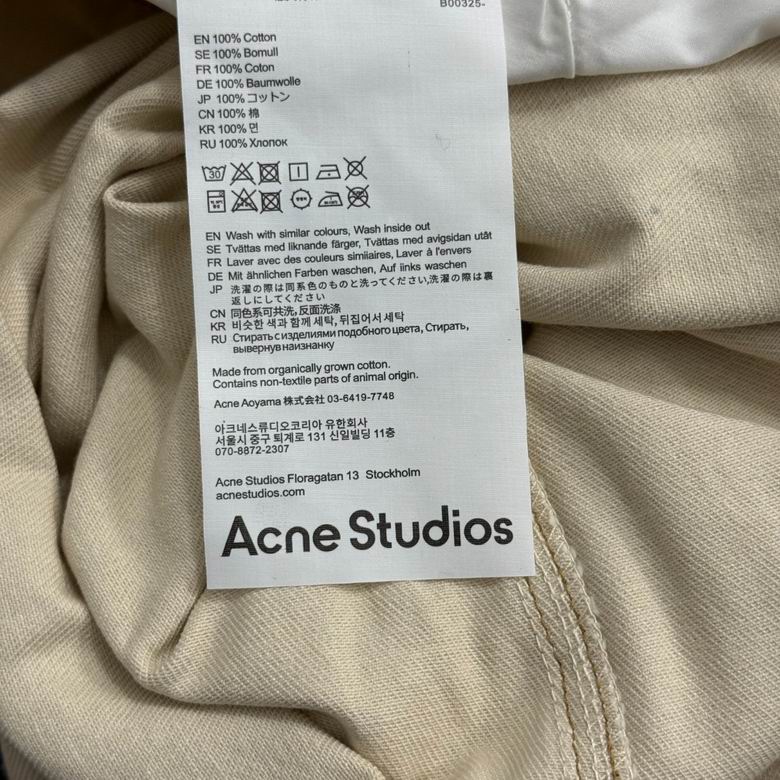 B00325-
EN 100% Cotton
SE 100% Bomull
FR 100% Coton
DE 100% Baumwolle
JP 100% コットン
CN 100% 棉
KR 100% 면
RU 100% Хлопок
30
EN Wash with similar colours, Wash inside out
SE Tvättas med liknande färger, Tvättas med avigsidan utåt
FR Laver avec des couleurs similaires, Laver à l'envers
DE Mit ähnlichen Farben waschen, Auf links waschen
JP 洗濯の際は同系色のものと洗ってください,洗濯の際は裏
返しにしてください
CN 同色系可共洗,反面洗涤
KR 비슷한 색과 함께 세탁, 뒤집어서 세탁
RU Стирать с изделиями подобного цвета, Стирать,
вывернув наизнанку
Made from organically grown cotton.
Contains non-textile parts of animal origin.
Acne Aoyama 株式会社 03-6419-7748
아크네스튜디오코리아 유한회사
서울시 중구 퇴계로 131 신일빌딩 11층
070-8872-2307
Acne Studios Floragatan 13 Stockholm
acnestudios.com
Acne Studios